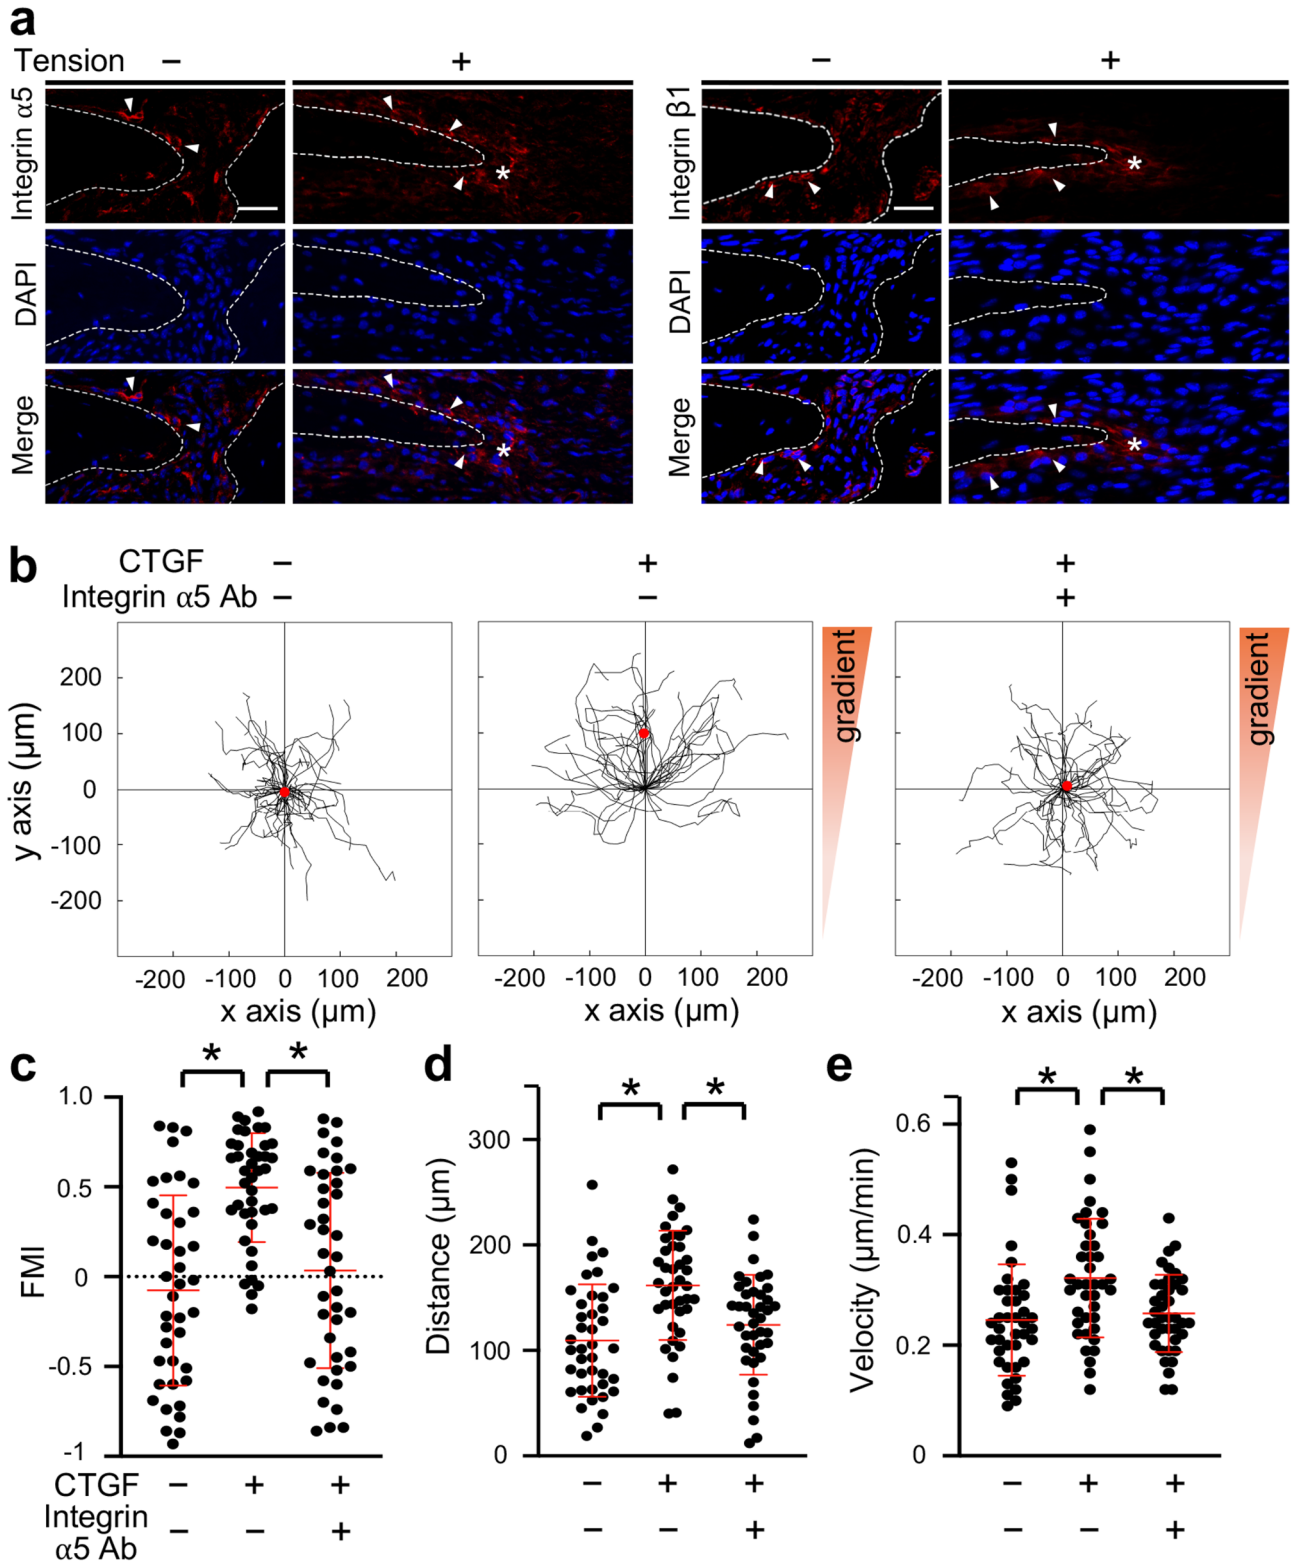 a
Tension − + − +
Integrin α5
Integrin β1
* *
DAPI
DAPI
Merge
Merge
* *
b
CTGF − + +
Integrin α5 Ab − − +
gradient
gradient
y axis (μm)
200
100
0
-100
-200
-200 -100 0 100 200
-200 -100 0 100 200
-200 -100 0 100 200
x axis (μm)
x axis (μm)
x axis (μm)
c
* *
FMI
1.0
0.5
0
-0.5
-1
CTGF − + +
Integrin
α5 Ab − − +
d
* *
Distance (μm)
300
200
100
0
− + +
− − +
e
* *
Velocity (μm/min)
0.6
0.4
0.2
0
− + +
− − +